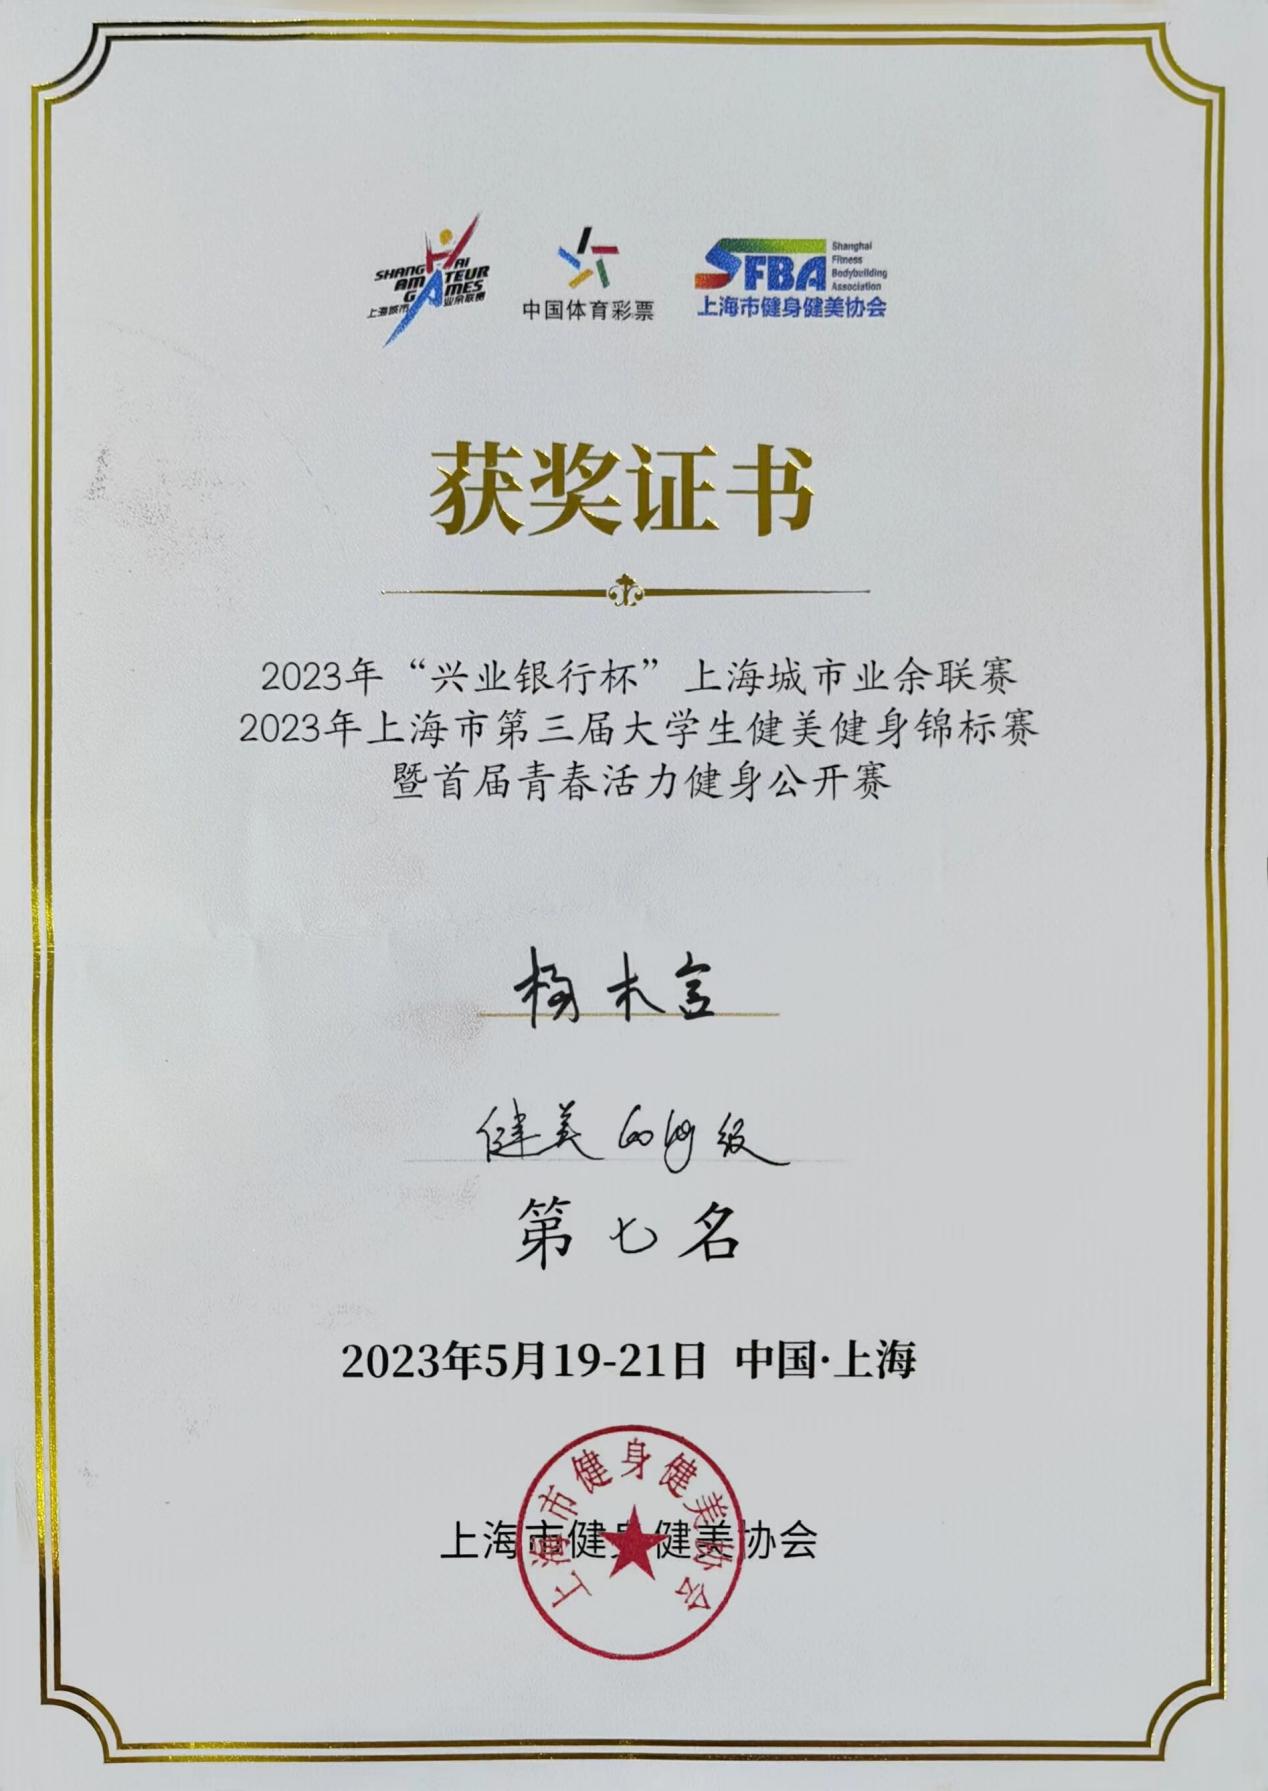 SHANGHAI
AMATEUR
GAMES
上海城市业余联赛
中国体育彩票
SFBA
Shanghai
Fitness
Bodybuilding
Association
上海市健身健美协会
获奖证书
2023年“兴业银行杯”上海城市业余联赛
2023年上海市第三届大学生健美健身锦标赛
暨首届青春活力健身公开赛
木言
健美 级
第七名
2023年5月19-21日 中国·上海
上海市健身健美协会
上海市健身健美协会